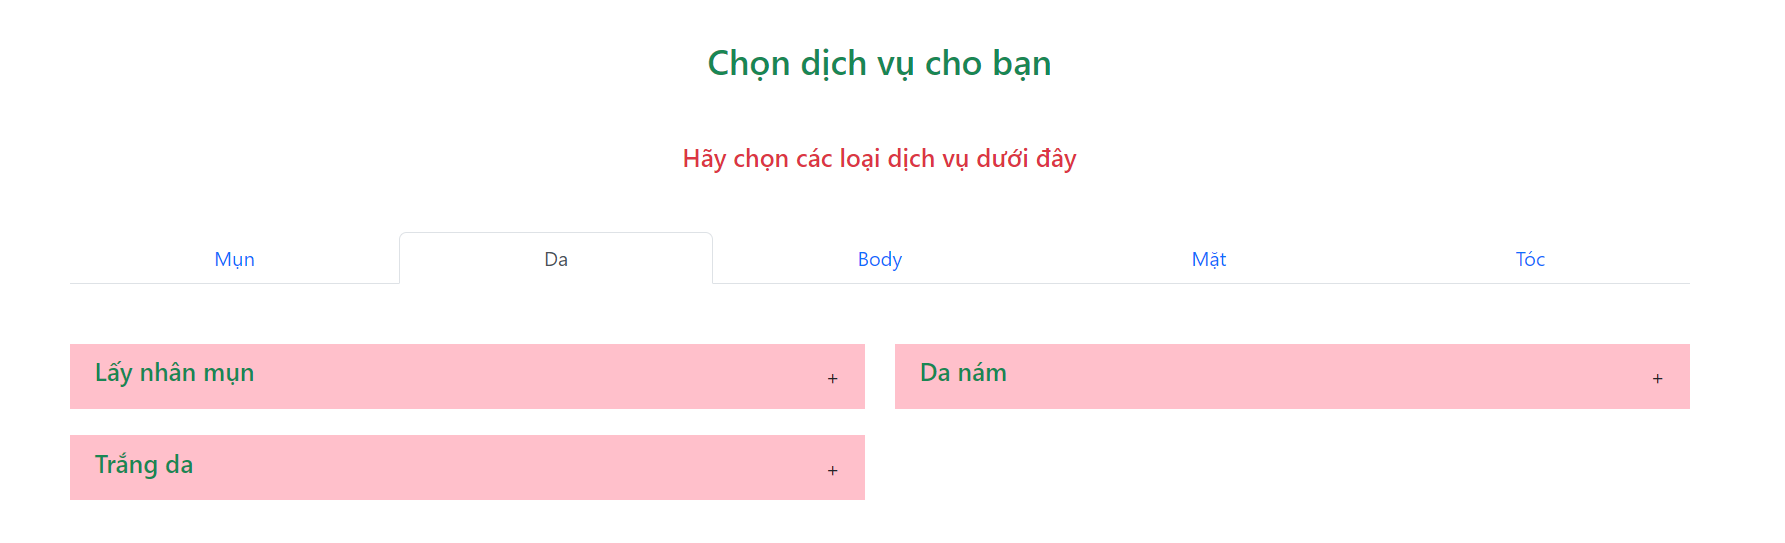 Chọn dịch vụ cho bạn
Hãy chọn các loại dịch vụ dưới đây
Mụn Da Body Mặt Tóc
Lấy nhân mụn + Da nám +
Trắng da +